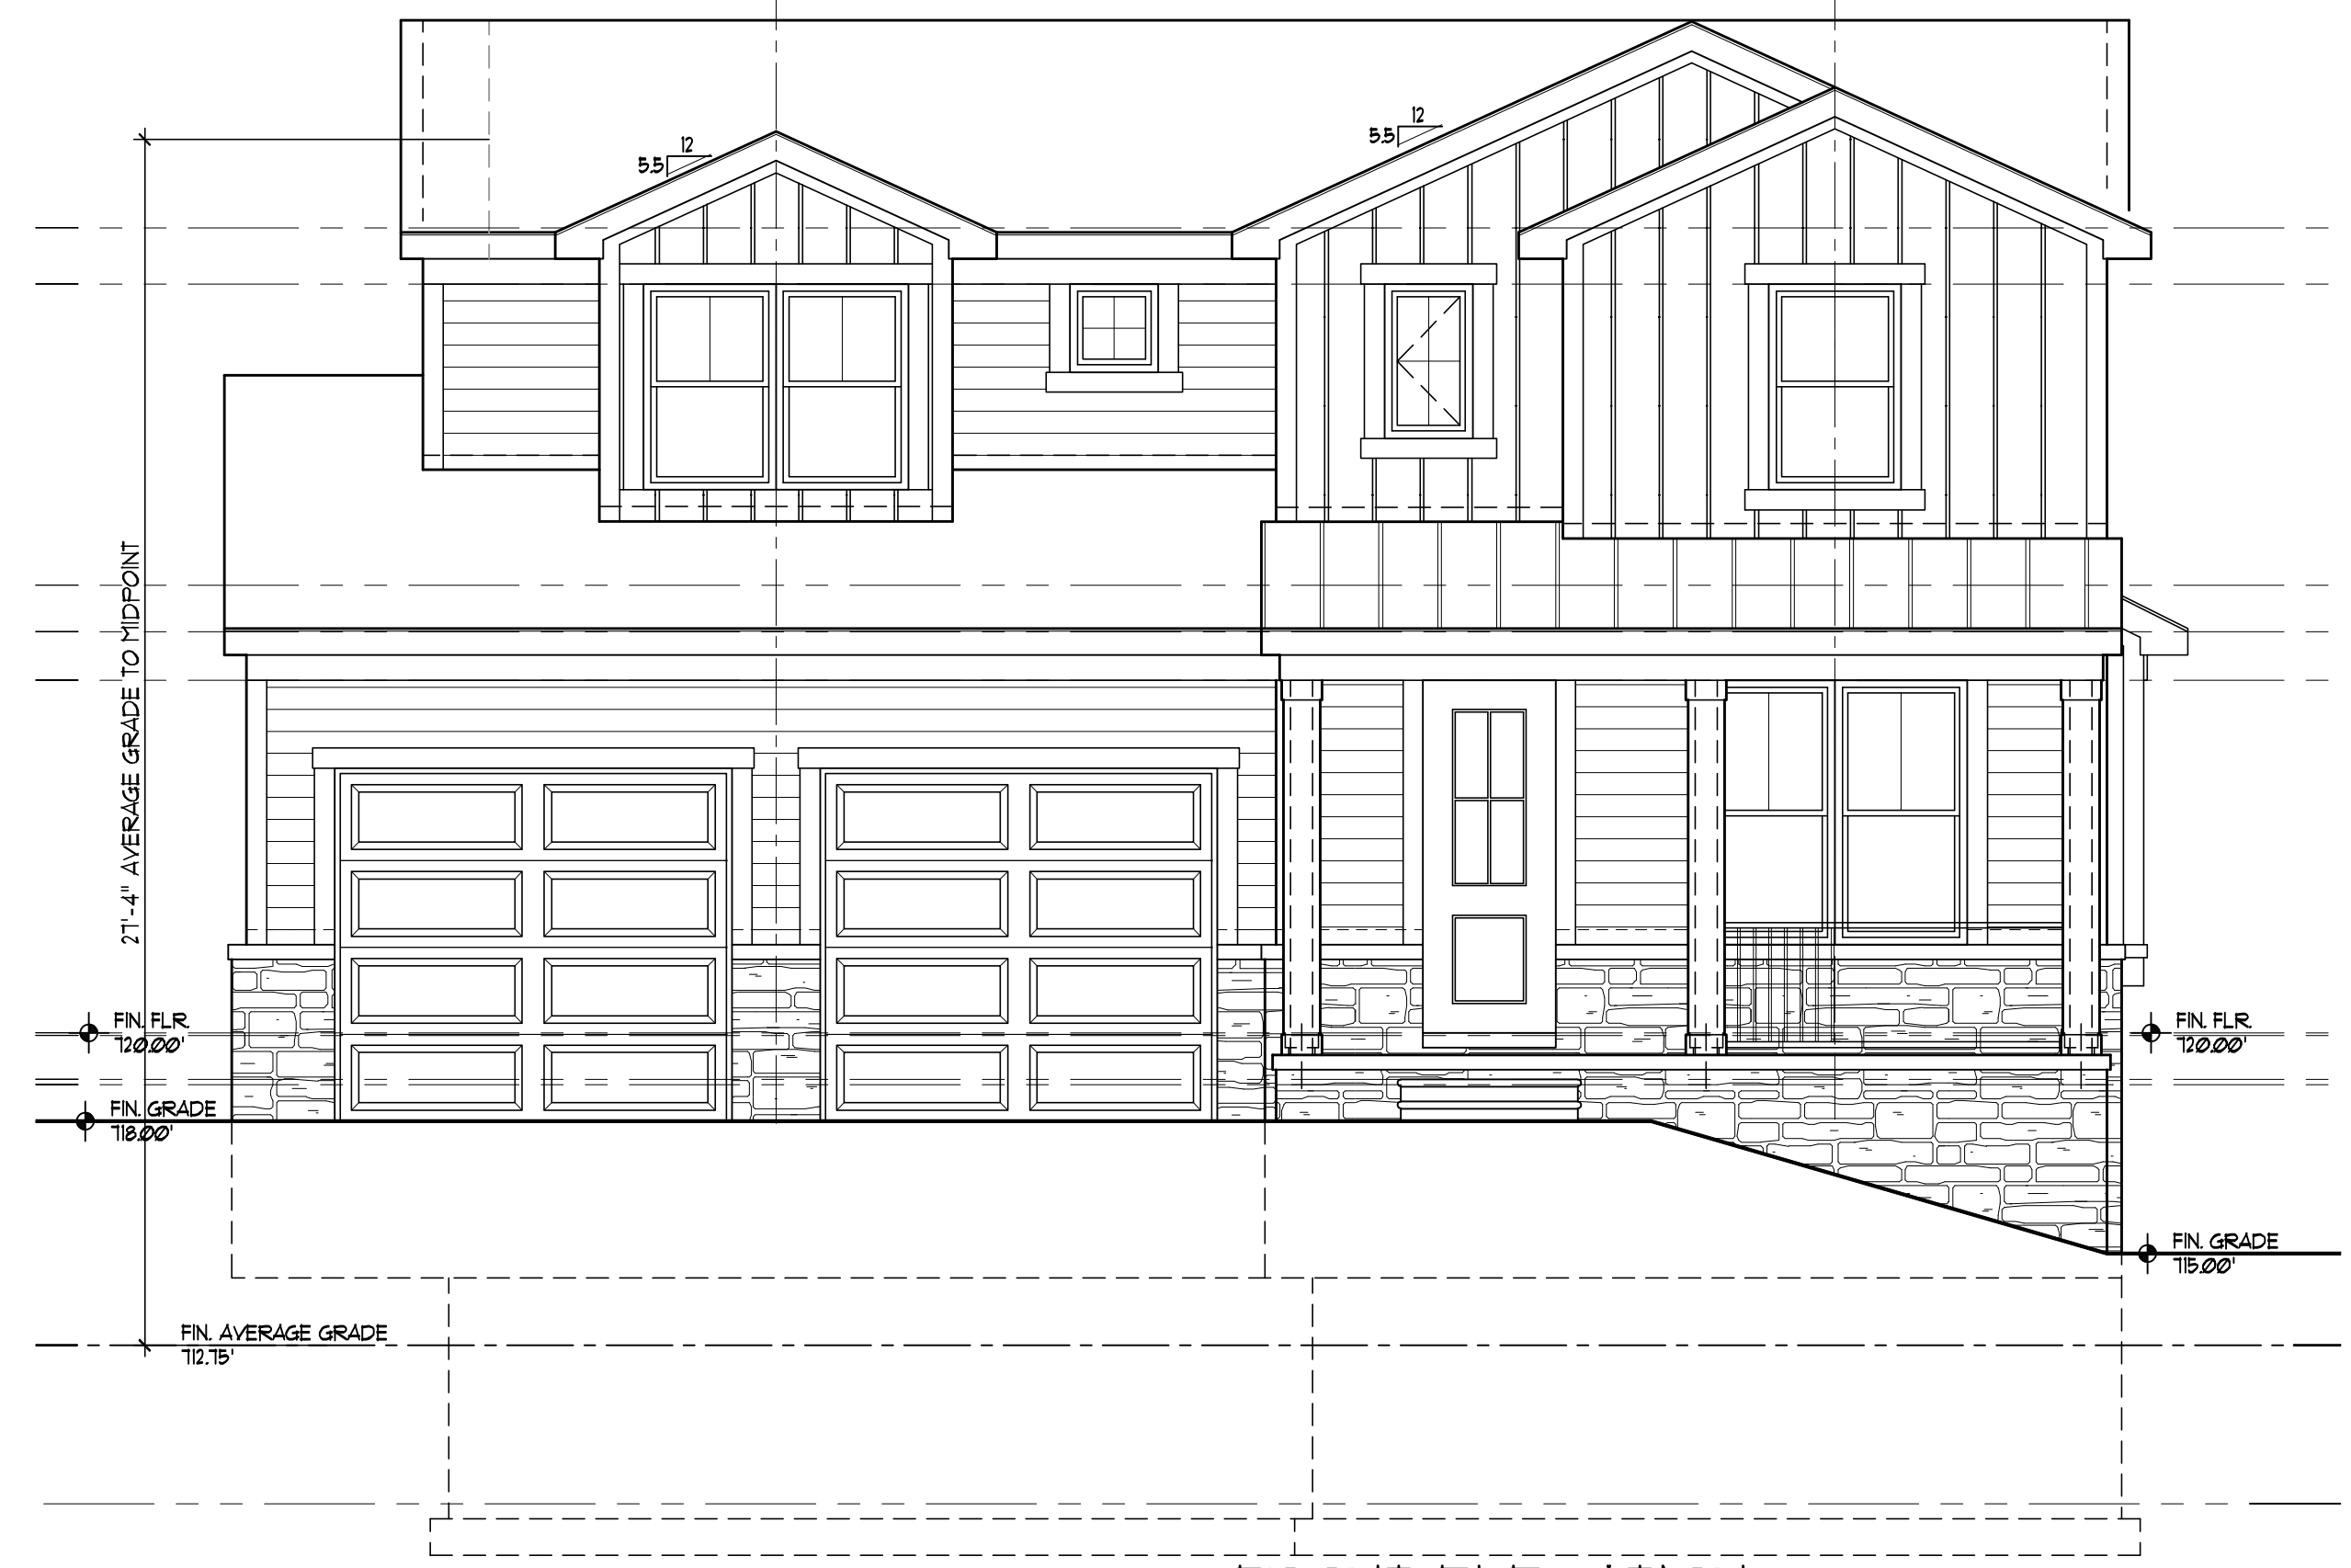 12
5.5
12
5.5
27'-4" AVERAGE GRADE TO MIDPOINT
FIN. FLR.
720.00'
FIN. FLR.
720.00'
FIN. GRADE
718.00'
FIN. GRADE
715.00'
FIN. AVERAGE GRADE
712.75'